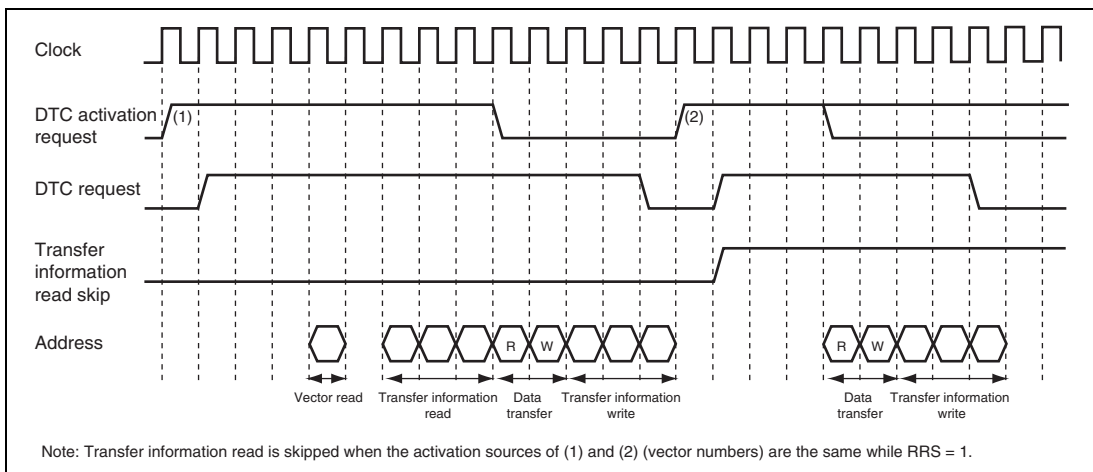 Clock
DTC activation
request
(1)
(2)
DTC request
Transfer
information
read skip
Address
R
W
R
W
Vector read
Transfer information
read
Data
transfer
Transfer information
write
Data
transfer
Transfer information
write
Note: Transfer information read is skipped when the activation sources of (1) and (2) (vector numbers) are the same while RRS = 1.